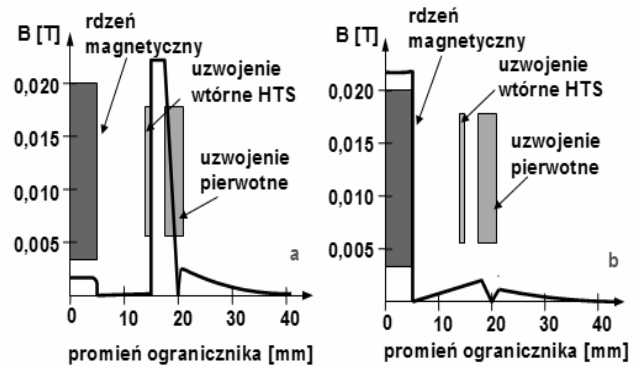 B [T]
rdzeń
magnetyczny
uzwojenie
wtórne HTS
uzwojenie
pierwotne
0,020
0,015
0,010
0,005
a
0
10
20
30
40
promień ogranicznika [mm]
B [T]
rdzeń
magnetyczny
uzwojenie
wtórne HTS
uzwojenie
pierwotne
0,020
0,015
0,010
0,005
b
0
10
20
30
40
promień ogranicznika [mm]